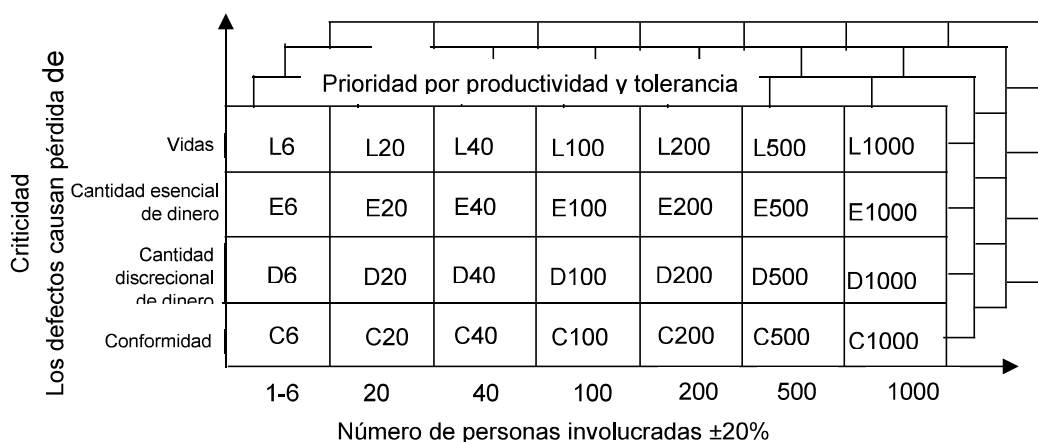 Prioridad por productividad y tolerancia
Criticidad
Los defectos causan pérdida de
Vidas
L6 L20 L40 L100 L200 L500 L1000
Cantidad esencial
de dinero
E6 E20 E40 E100 E200 E500 E1000
Cantidad
discrecional
de dinero
D6 D20 D40 D100 D200 D500 D1000
Conformidad
C6 C20 C40 C100 C200 C500 C1000
1-6 20 40 100 200 500 1000
Número de personas involucradas ±20%